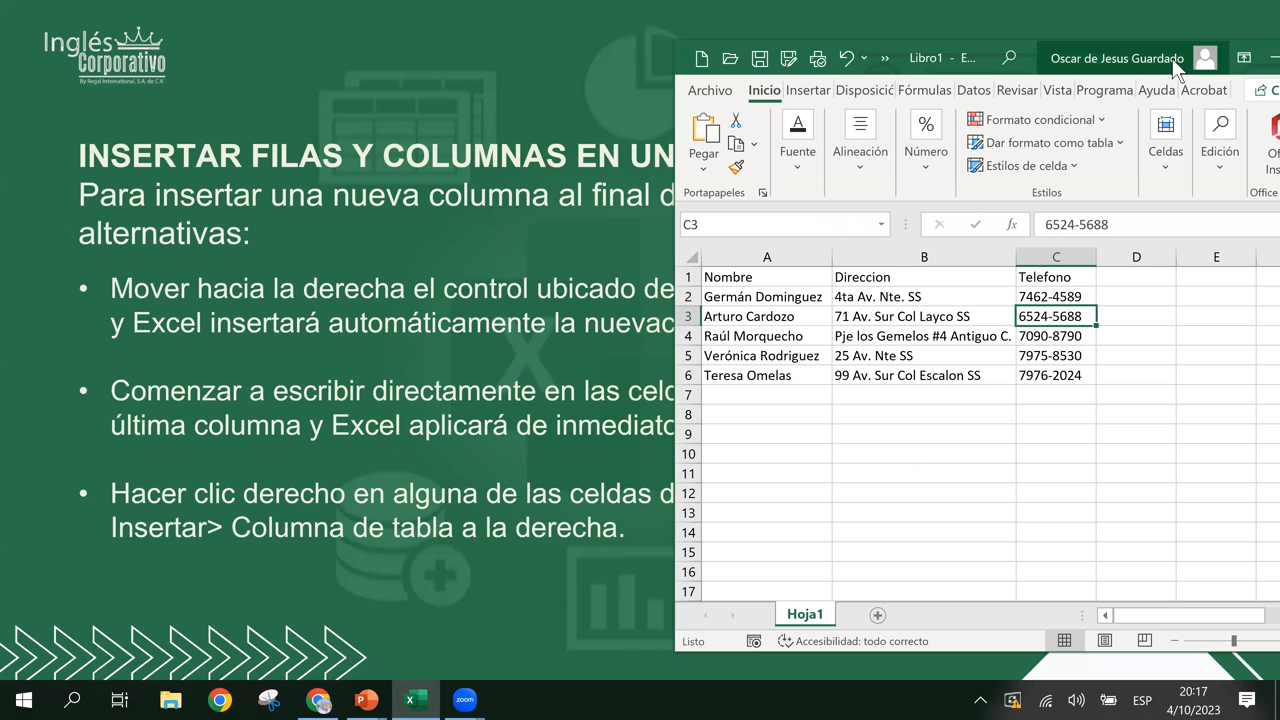 Inglés
Corporativo
By Regal International, S.A. de C.V.
INSERTAR FILAS Y COLUMNAS EN UN
Para insertar una nueva columna al final d
alternativas:
• Mover hacia la derecha el control ubicado de
y Excel insertará automáticamente la nuevac
• Comenzar a escribir directamente en las celd
última columna y Excel aplicará de inmediato
• Hacer clic derecho en alguna de las celdas d
Insertar> Columna de tabla a la derecha.
Libro1 - E...
Oscar de Jesus Guardado
Archivo Inicio Insertar Disposició Fórmulas Datos Revisar Vista Programa Ayuda Acrobat C
Pegar
Fuente
Alineación
Número
Formato condicional
Dar formato como tabla
Estilos de celda
Celdas
Edición
Of
Ins
Portapapeles
Estilos
Office
C3 fx 6524-5688
A B C D E
1 Nombre Direccion Telefono
2 Germán Dominguez 4ta Av. Nte. SS 7462-4589
3 Arturo Cardozo 71 Av. Sur Col Layco SS 6524-5688
4 Raúl Morquecho Pje los Gemelos #4 Antiguo C. 7090-8790
5 Verónica Rodriguez 25 Av. Nte SS 7975-8530
6 Teresa Omelas 99 Av. Sur Col Escalon SS 7976-2024
7
8
9
10
11
12
13
14
15
16
17
Hoja1
Listo Accesibilidad: todo correcto
zoom
ESP
20:17
4/10/2023